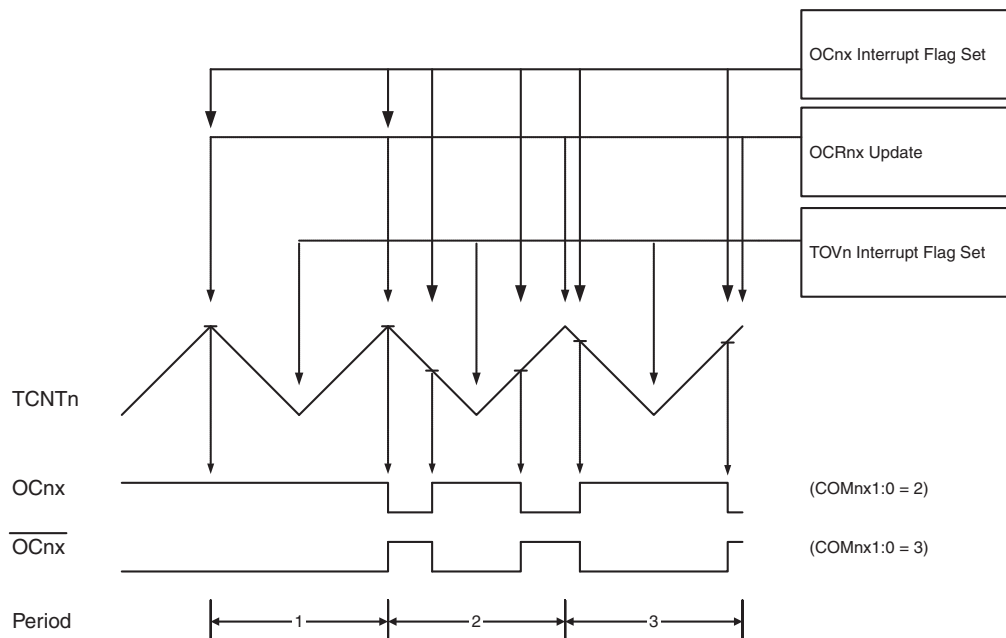 OCnx Interrupt Flag Set
OCRnx Update
TOVn Interrupt Flag Set
TCNTn
OCnx
(COMnx1:0 = 2)
OCnx
(COMnx1:0 = 3)
Period
1
2
3